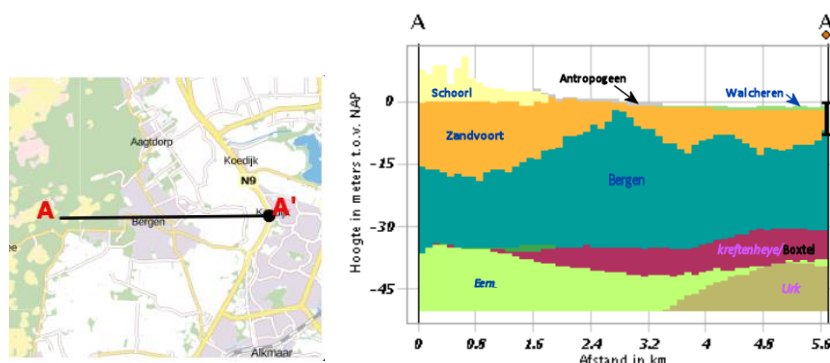 A
A
Aagtdorp
Koedijk
N9
A
A'
Bergen
ee
Alkmaar
Antropogeen
Schoorl
Walcheren
Zandvoort
Bergen
kreftenheye/Boxtel
Eem
Urk
Hoogte in meters t.o.v. NAP
0
-15
-30
-45
0
0.8
1.6
2.4
3.2
4
4.8
5.6
Afstand in km